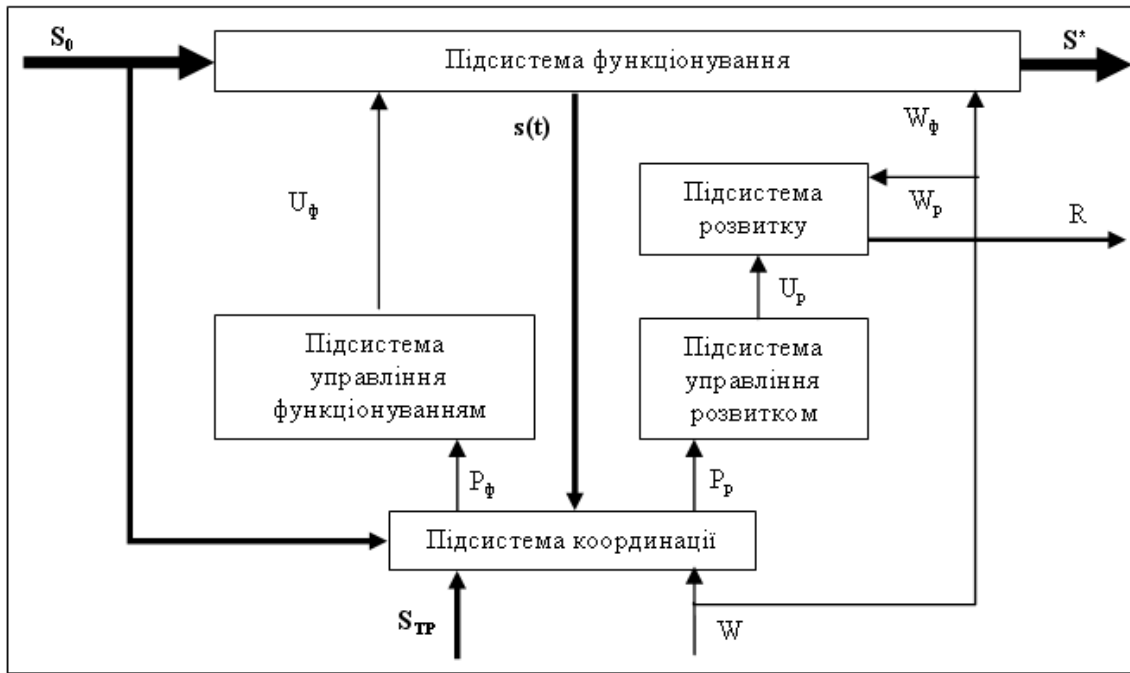 S₀
S*
Підсистема функціонування
s(t)
Wф
Uф
Підсистема
розвитку
Wр
R
Uр
Підсистема
управління
функціонуванням
Підсистема
управління
розвитком
Pф
Pр
Підсистема координації
SТР
W